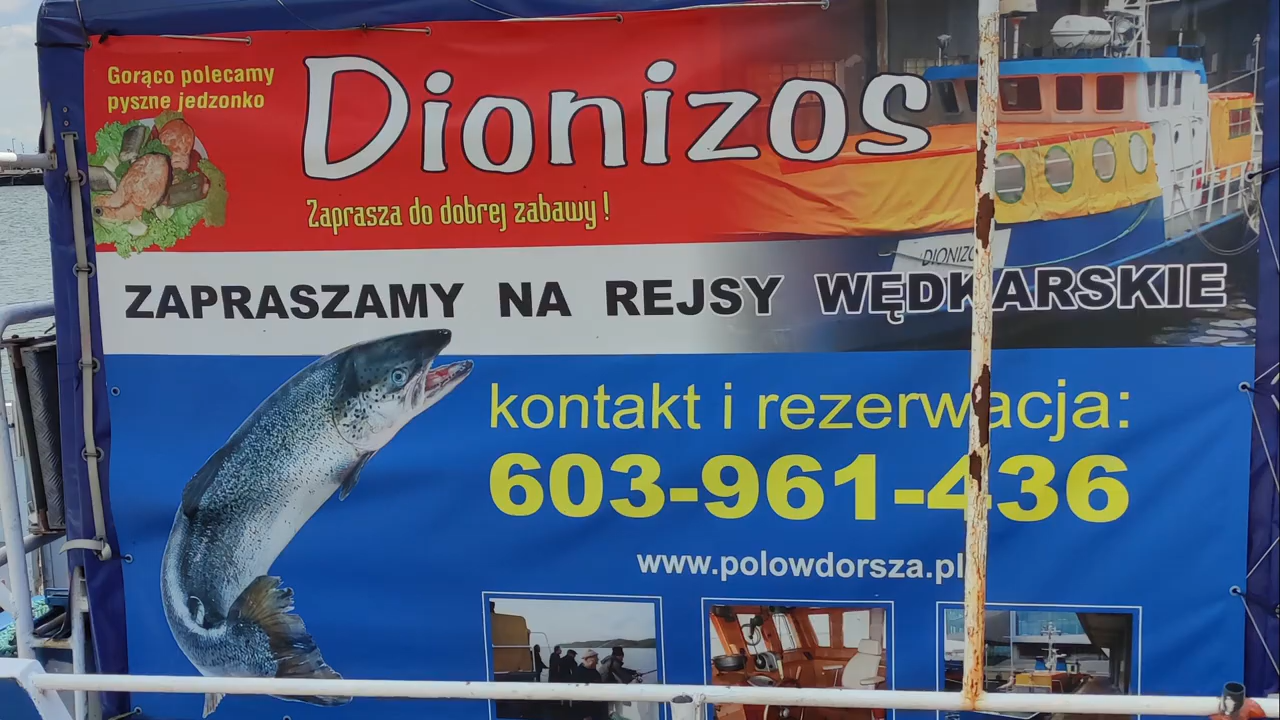 Gorąco polecamy
pyszne jedzonko
Dionizos
Zaprasza do dobrej zabawy !
DIONIZO
ZAPRASZAMY NA REJSY WĘDKARSKIE
kontakt i rezerwacja:
603-961-436
www.polowdorsza.pl